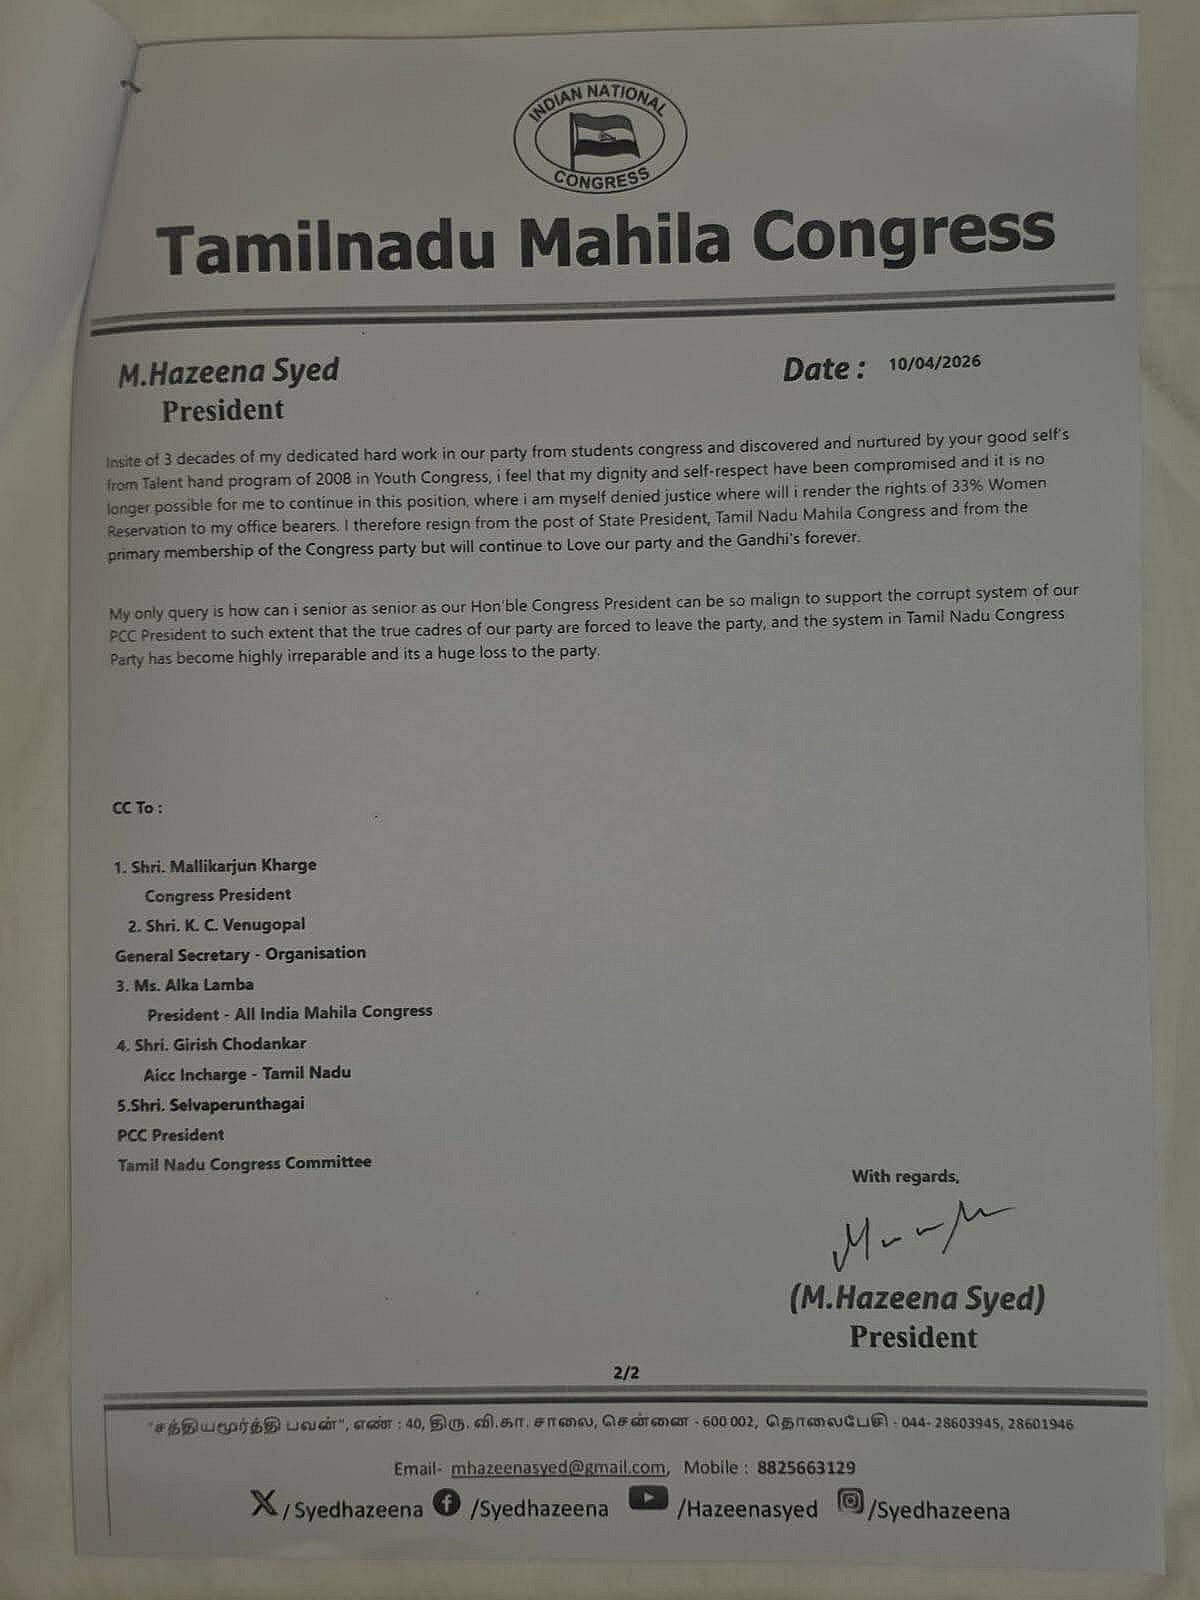 INDIAN NATIONAL
CONGRESS
Tamilnadu Mahila Congress
M.Hazeena Syed
President
Date : 10/04/2026
Insite of 3 decades of my dedicated hard work in our party from students congress and discovered and nurtured by your good self's
from Talent hand program of 2008 in Youth Congress, i feel that my dignity and self-respect have been compromised and it is no
longer possible for me to continue in this position, where i am myself denied justice where will i render the rights of 33% Women
Reservation to my office bearers. I therefore resign from the post of State President, Tamil Nadu Mahila Congress and from the
primary membership of the Congress party but will continue to Love our party and the Gandhi's forever.
My only query is how can i senior as senior as our Hon'ble Congress President can be so malign to support the corrupt system of our
PCC President to such extent that the true cadres of our party are forced to leave the party, and the system in Tamil Nadu Congress
Party has become highly irreparable and its a huge loss to the party.
CC To :
1. Shri. Mallikarjun Kharge
Congress President
2. Shri. K. C. Venugopal
General Secretary - Organisation
3. Ms. Alka Lamba
President - All India Mahila Congress
4. Shri. Girish Chodankar
Aicc Incharge - Tamil Nadu
5.Shri. Selvaperunthagai
PCC President
Tamil Nadu Congress Committee
With regards,
(M.Hazeena Syed)
President
2/2
"சத்தியமூர்த்தி பவன்", எண் : 40, திரு. வி.கா. சாலை, சென்னை - 600 002, தொலைபேசி - 044- 28603945, 28601946
Email- mhazeenasyed@gmail.com, Mobile : 8825663129
X / Syedhazeena f /Syedhazeena /Hazeenasyed /Syedhazeena